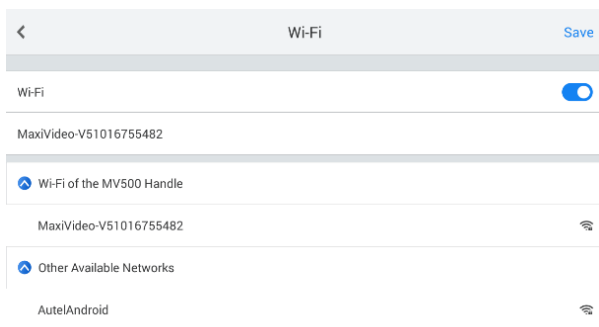 Wi-Fi
Save
Wi-Fi
MaxiVideo-V51016755482
Wi-Fi of the MV500 Handle
MaxiVideo-V51016755482
Other Available Networks
AutelAndroid